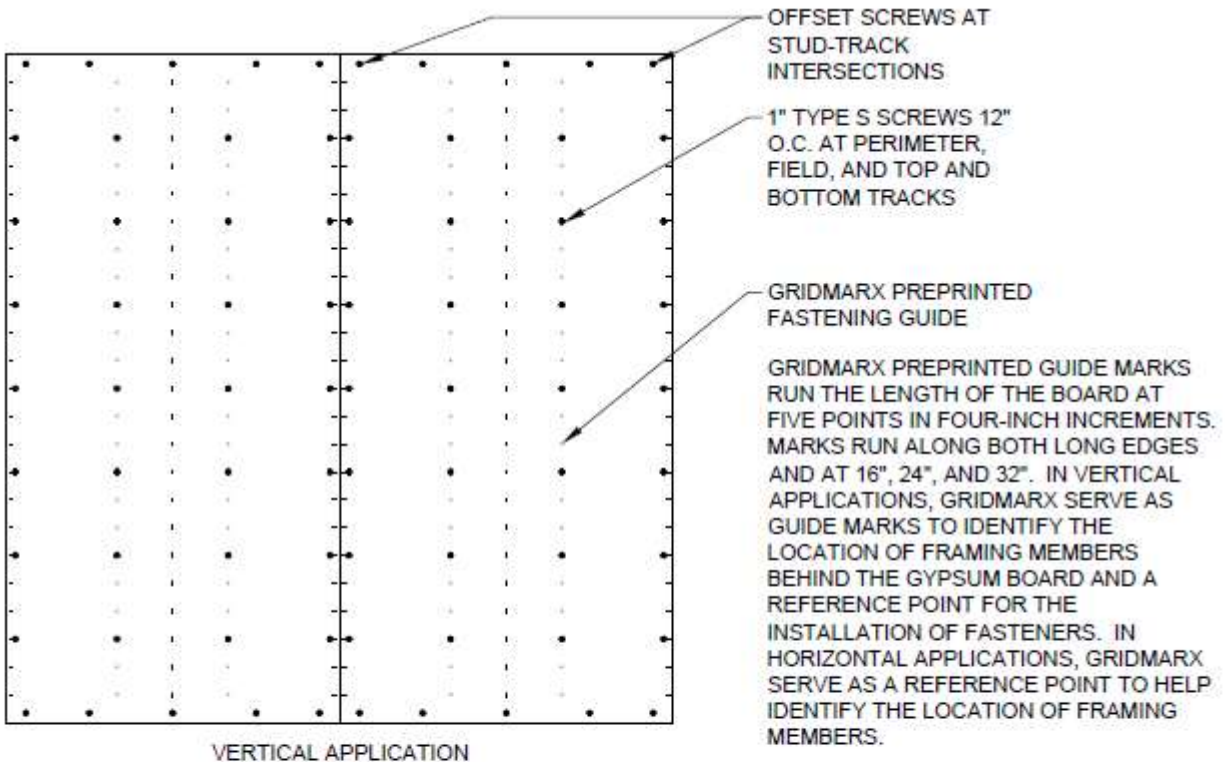 OFFSET SCREWS AT
STUD-TRACK
INTERSECTIONS
1" TYPE S SCREWS 12"
O.C. AT PERIMETER,
FIELD, AND TOP AND
BOTTOM TRACKS
GRIDMARX PREPRINTED
FASTENING GUIDE
GRIDMARX PREPRINTED GUIDE MARKS
RUN THE LENGTH OF THE BOARD AT
FIVE POINTS IN FOUR-INCH INCREMENTS.
MARKS RUN ALONG BOTH LONG EDGES
AND AT 16", 24", AND 32". IN VERTICAL
APPLICATIONS, GRIDMARX SERVE AS
GUIDE MARKS TO IDENTIFY THE
LOCATION OF FRAMING MEMBERS
BEHIND THE GYPSUM BOARD AND A
REFERENCE POINT FOR THE
INSTALLATION OF FASTENERS. IN
HORIZONTAL APPLICATIONS, GRIDMARX
SERVE AS A REFERENCE POINT TO HELP
IDENTIFY THE LOCATION OF FRAMING
MEMBERS.
VERTICAL APPLICATION